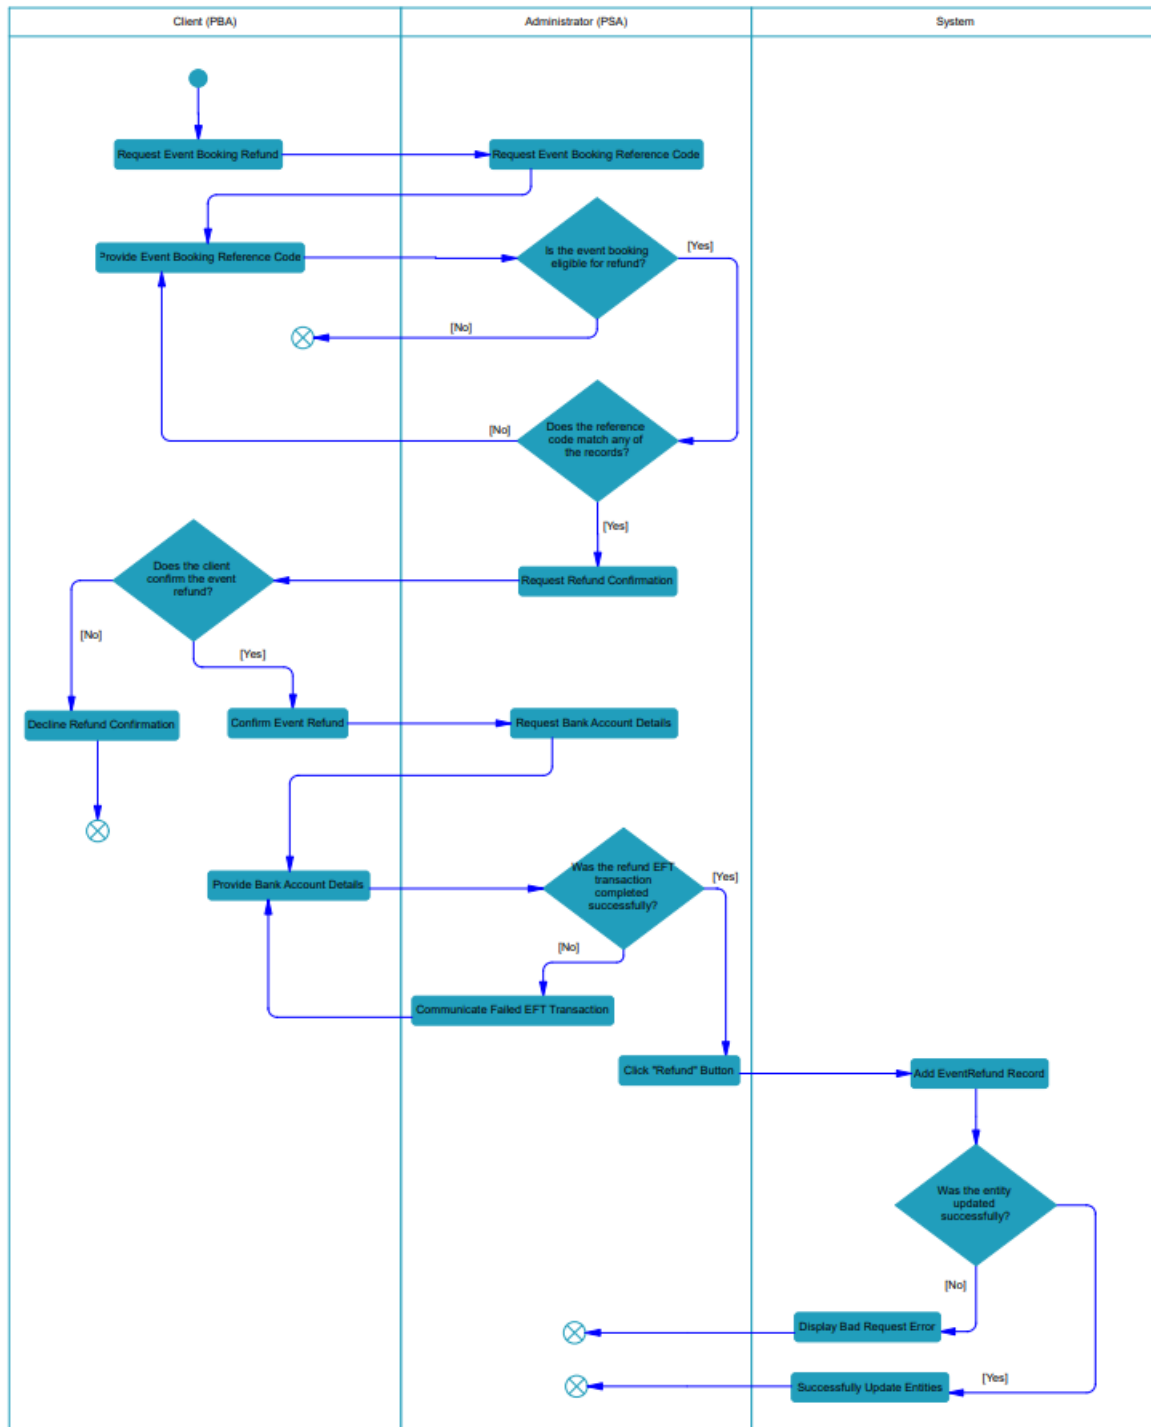 Client (PBA)
Administrator (PSA)
System
Request Event Booking Refund
Request Event Booking Reference Code
Provide Event Booking Reference Code
Is the event booking
eligible for refund?
[Yes]
[No]
Does the reference
code match any of
the records?
[No]
[Yes]
Does the client
confirm the event
refund?
Request Refund Confirmation
[No]
[Yes]
Decline Refund Confirmation
Confirm Event Refund
Request Bank Account Details
Was the refund EFT
transaction
completed
successfully?
[Yes]
Provide Bank Account Details
[No]
Communicate Failed EFT Transaction
Click "Refund" Button
Add EventRefund Record
Was the entity
updated
successfully?
[No]
Display Bad Request Error
[Yes]
Successfully Update Entities